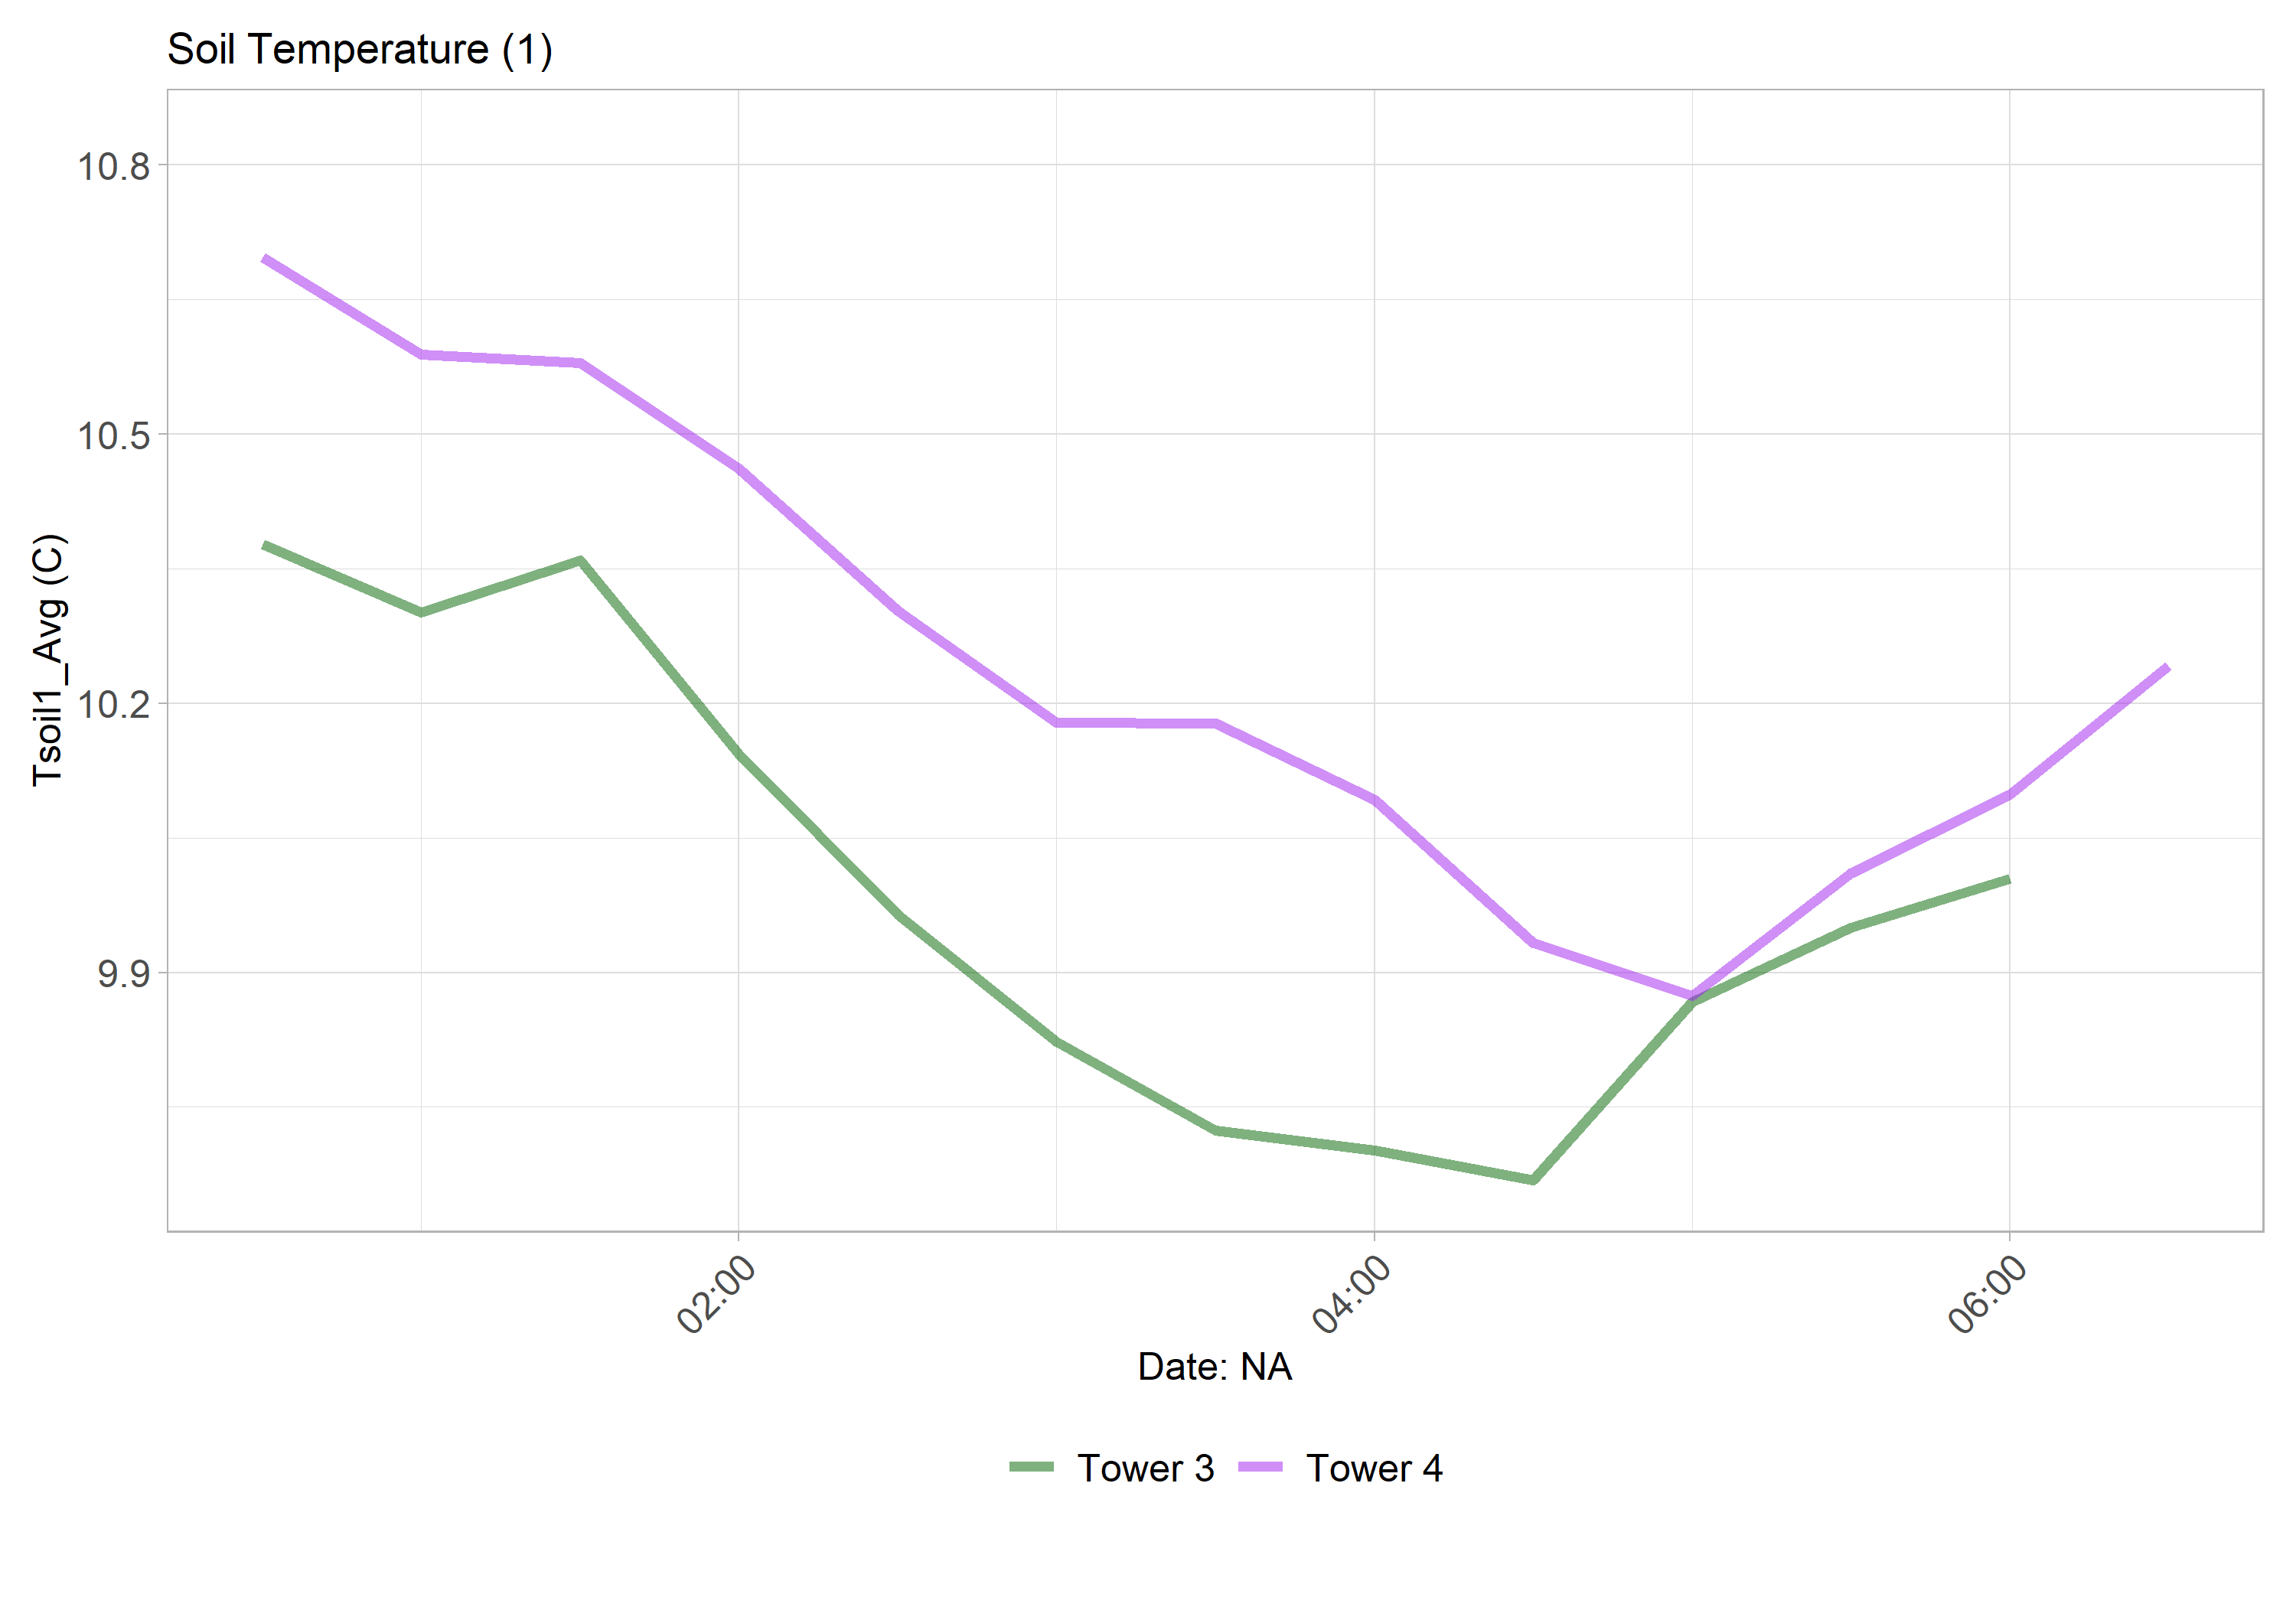 Soil Temperature (1)
Tsoil1_Avg (C)
10.8
10.5
10.2
9.9
02:00 04:00 06:00
Date: NA
Tower 3 Tower 4